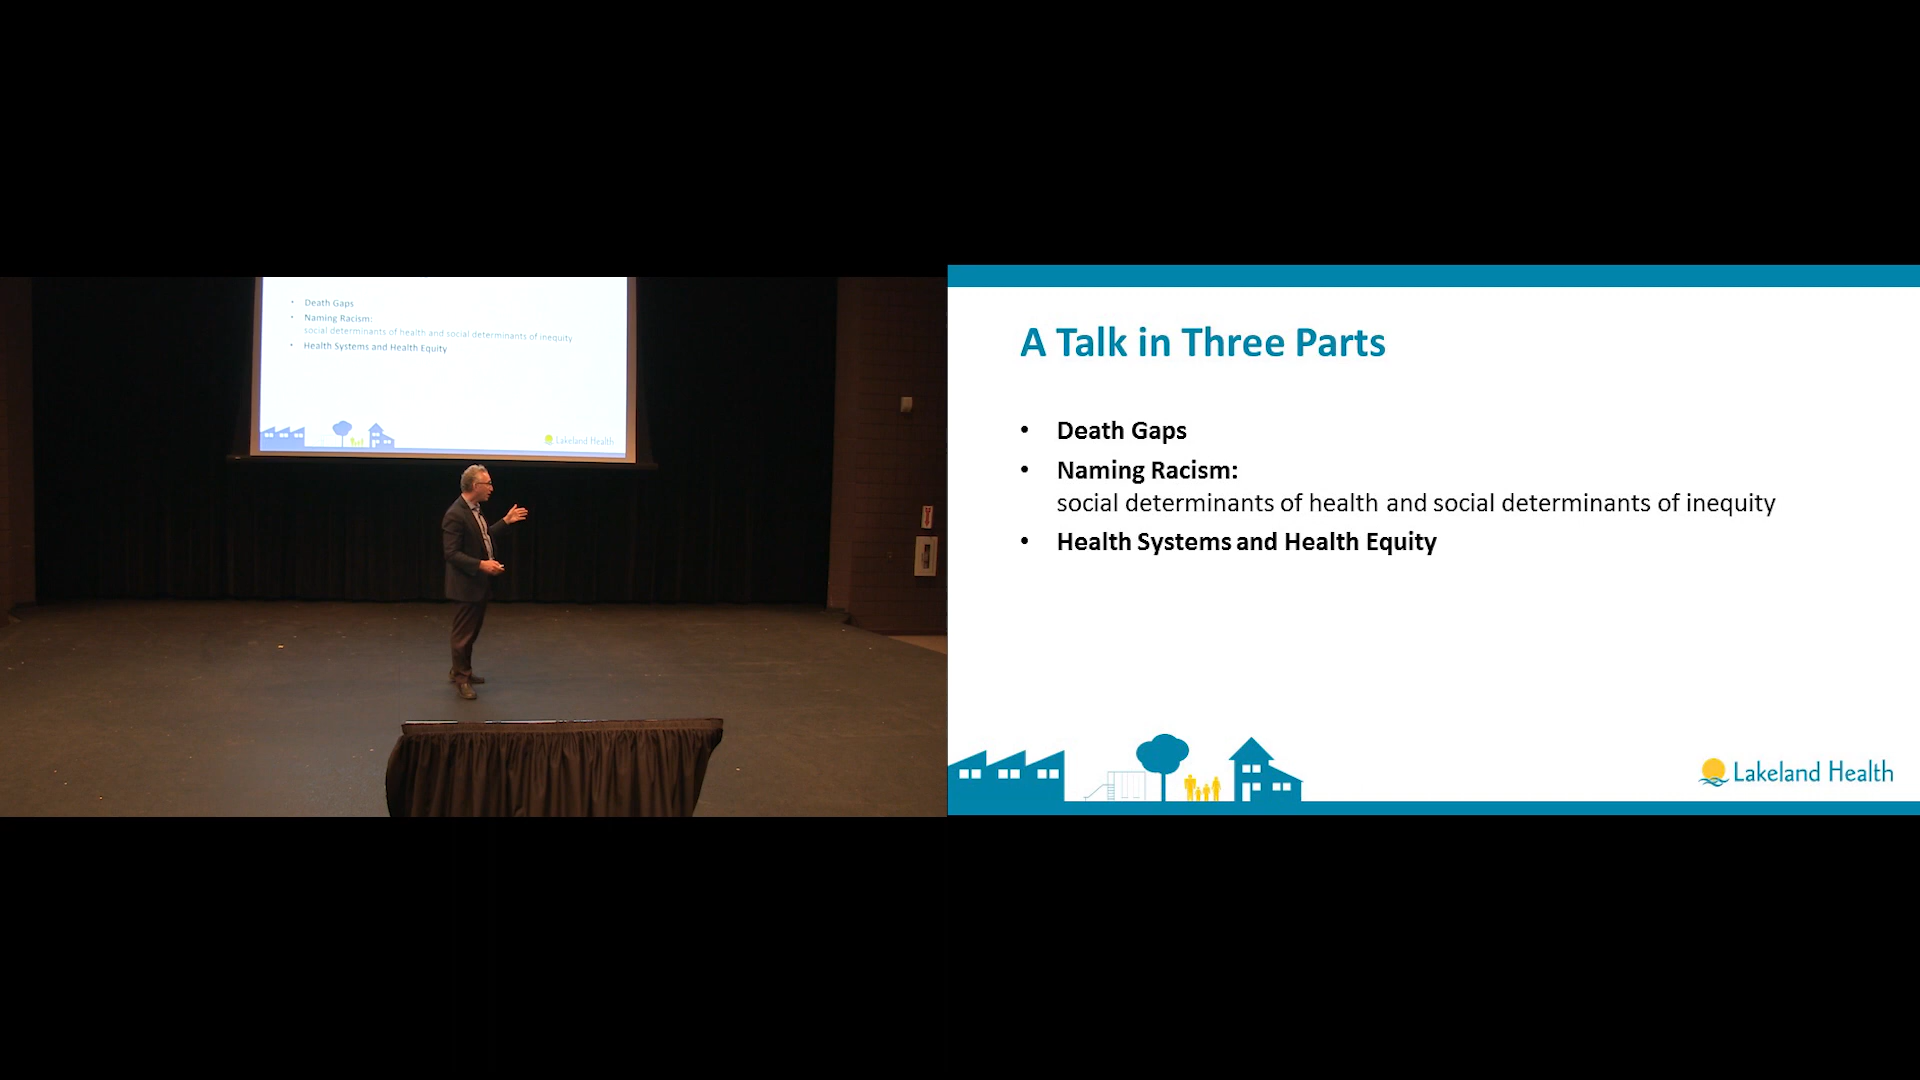 • Death Gaps
• Naming Racism:
social determinants of health and social determinants of inequity
• Health Systems and Health Equity
Lakeland Health
A Talk in Three Parts
• Death Gaps
• Naming Racism:
social determinants of health and social determinants of inequity
• Health Systems and Health Equity
Lakeland Health